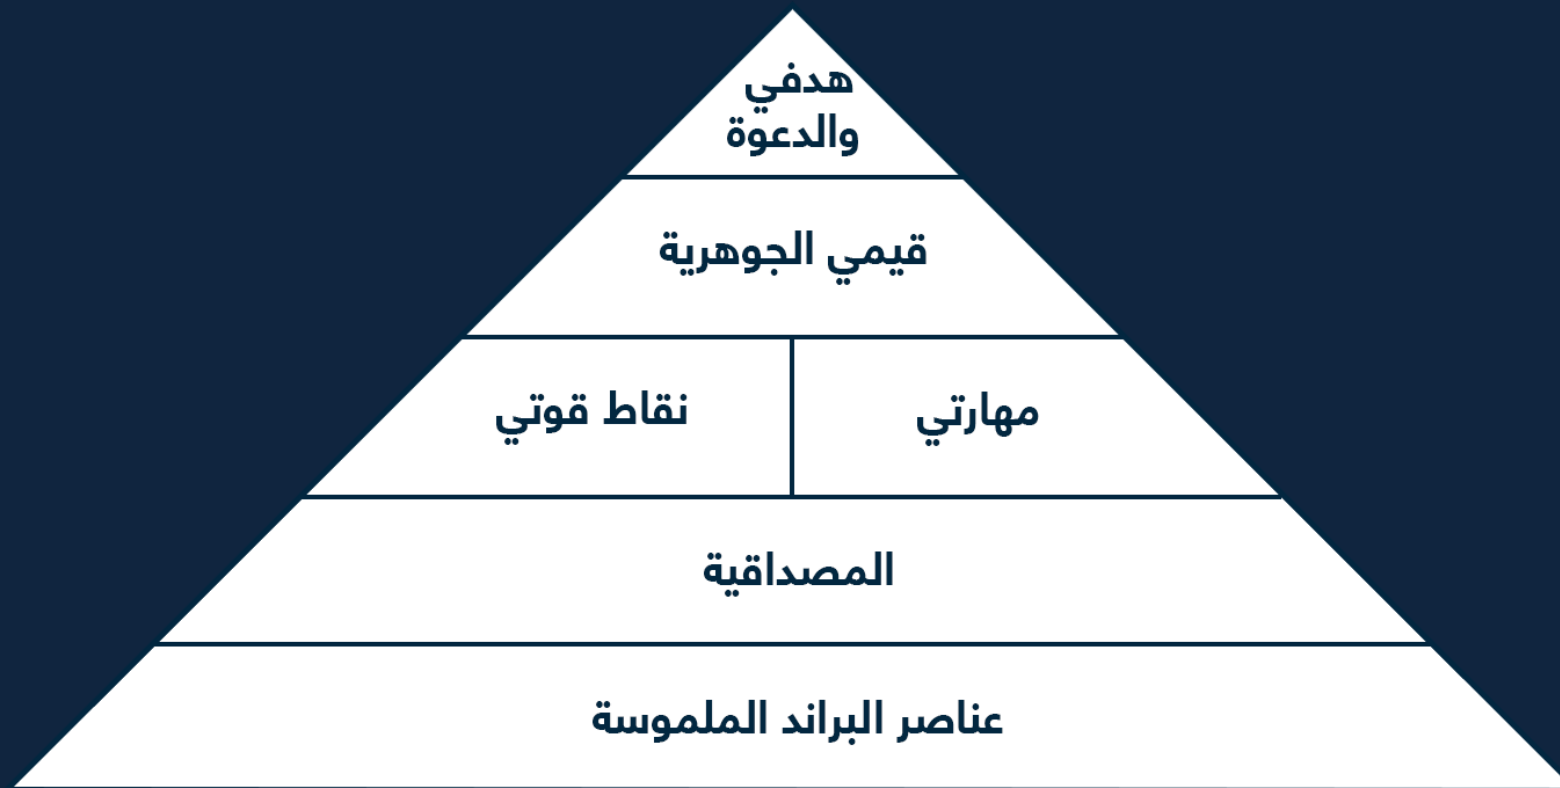 هدفي
والدعوة
قيمي الجوهرية
مهارتي
نقاط قوتي
المصداقية
عناصر البراند الملموسة